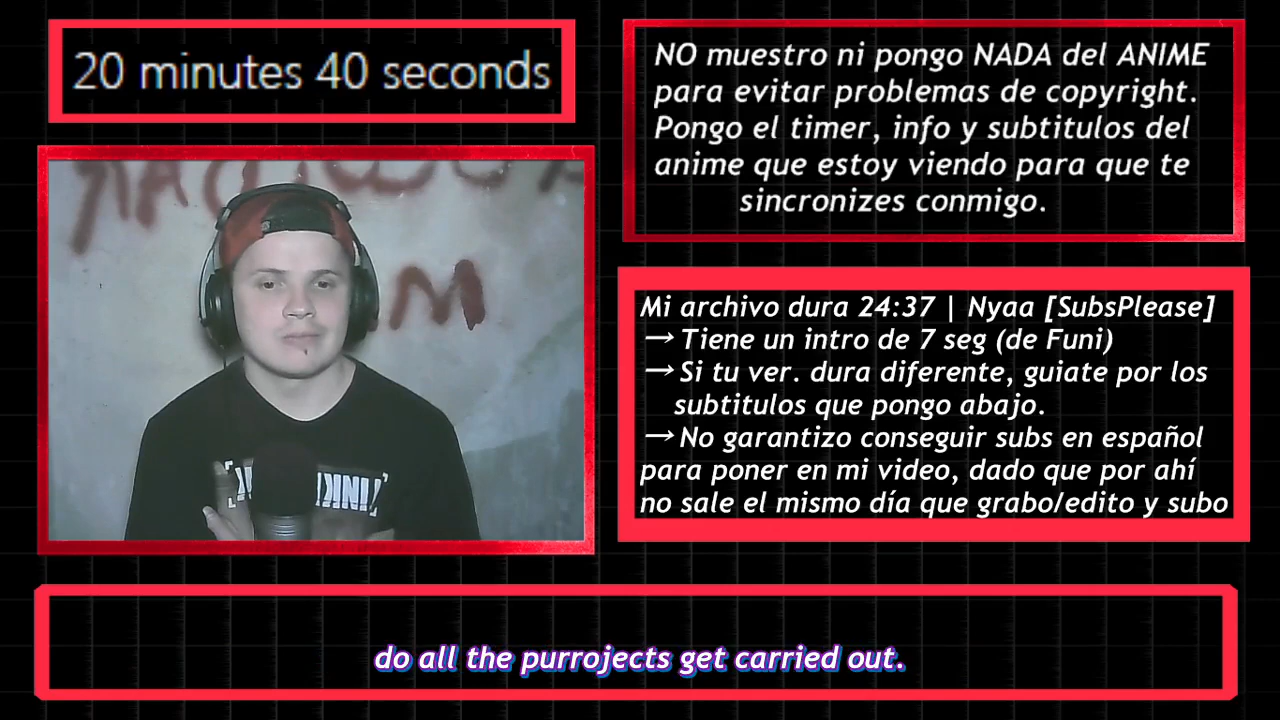 20 minutes 40 seconds
NO muestro ni pongo NADA del ANIME
para evitar problemas de copyright.
Pongo el timer, info y subtitulos del
anime que estoy viendo para que te
sincronizes conmigo.
Mi archivo dura 24:37 | Nyaa [SubsPlease]
→ Tiene un intro de 7 seg (de Funi)
→ Si tu ver. dura diferente, guiate por los
subtitulos que pongo abajo.
→ No garantizo conseguir subs en español
para poner en mi video, dado que por ahí
no sale el mismo día que grabo/edito y subo
do all the purrojects get carried out.